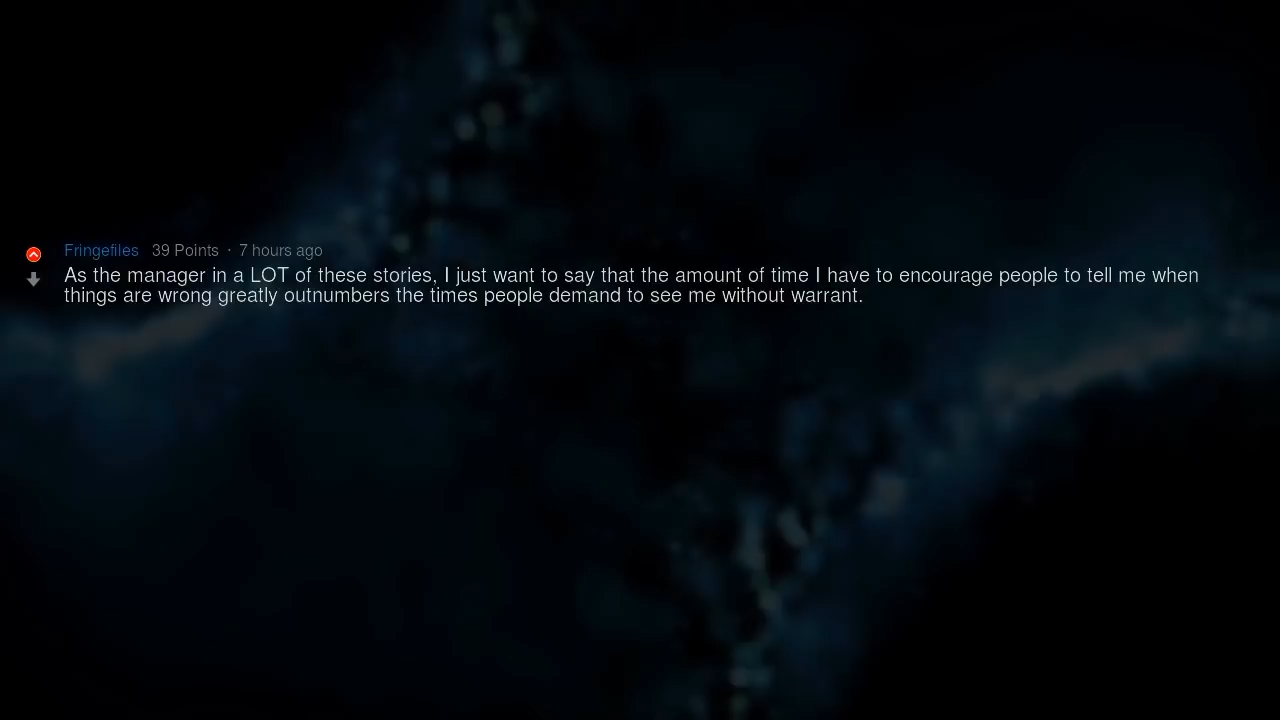 Fringefiles 39 Points · 7 hours ago
As the manager in a LOT of these stories, I just want to say that the amount of time I have to encourage people to tell me when
things are wrong greatly outnumbers the times people demand to see me without warrant.